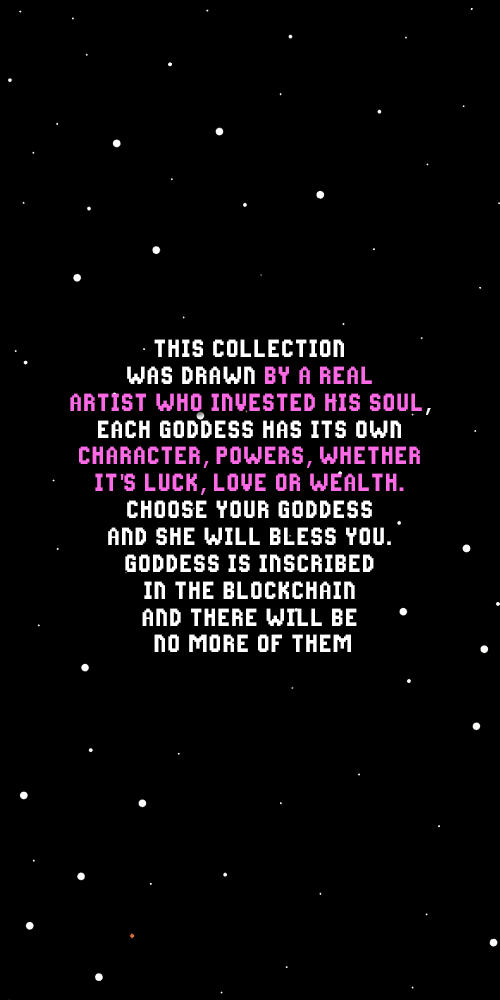 THIS COLLECTION
WAS DRAWN BY A REAL
ARTIST WHO INVESTED HIS SOUL,
EACH GODDESS HAS ITS OWN
CHARACTER, POWERS, WHETHER
IT'S LUCK, LOVE OR WEALTH.
CHOOSE YOUR GODDESS
AND SHE WILL BLESS YOU.
GODDESS IS INSCRIBED
IN THE BLOCKCHAIN
AND THERE WILL BE
NO MORE OF THEM